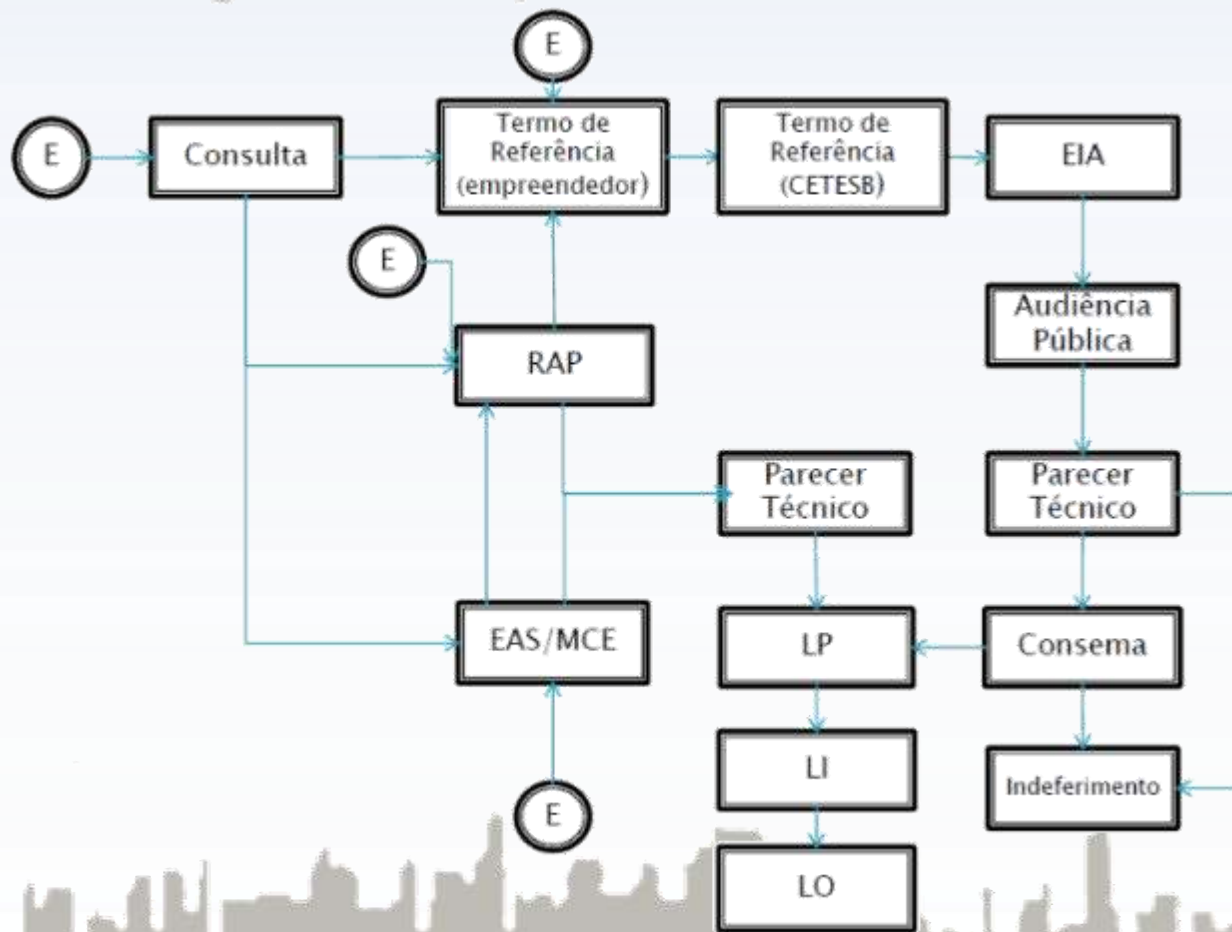 E
E
Consulta
Termo de
Referência
(empreendedor)
Termo de
Referência
(CETESB)
EIA
E
Audiência
Pública
RAP
Parecer
Técnico
Parecer
Técnico
EAS/MCE
LP
Consema
LI
Indeferimento
E
LO